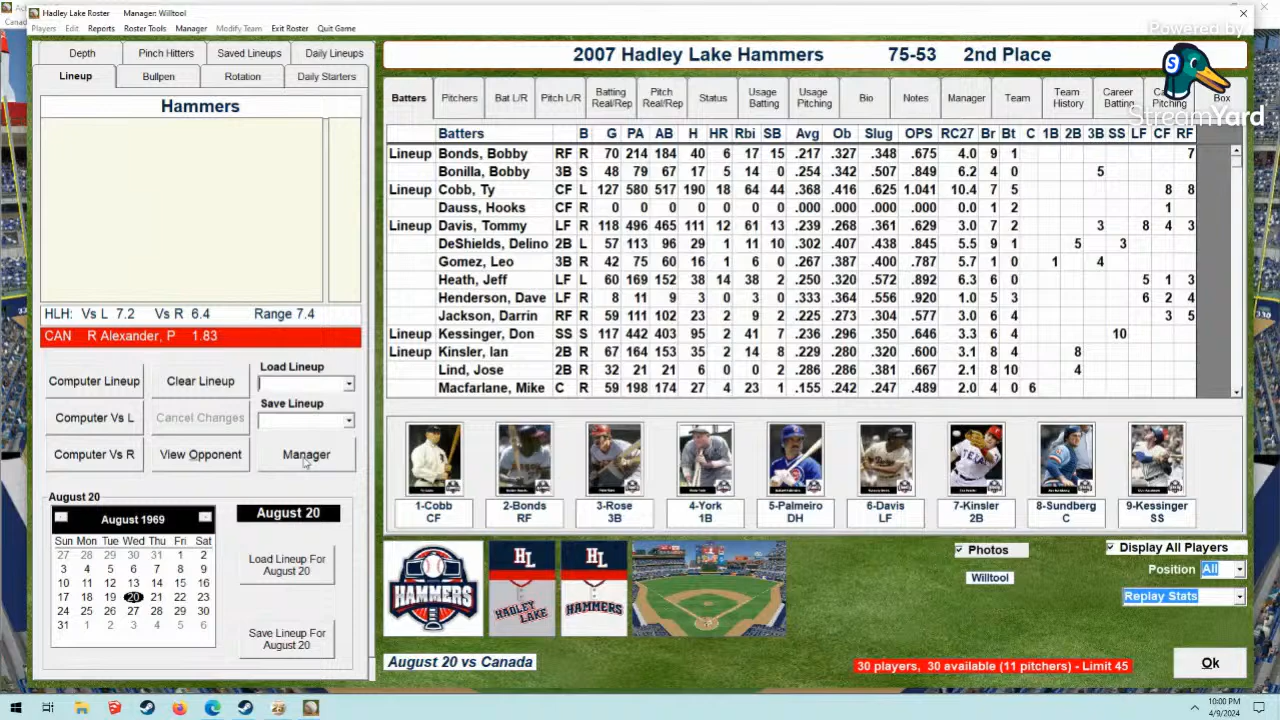 Hadley Lake Roster Manager: Willtool
Players Edit Reports Roster Tools Manager Modify Team Exit Roster Quit Game
Powered by
StreamYard
Depth Pinch Hitters Saved Lineups Daily Lineups
Lineup Bullpen Rotation Daily Starters
Hammers
HLH: Vs L 7.2 Vs R 6.4 Range 7.4
CAN R Alexander, P 1.83
Load Lineup
Computer Lineup Clear Lineup
Save Lineup
Computer Vs L Cancel Changes
Computer Vs R View Opponent Manager
August 20
August 1969
August 20
Sun Mon Tue Wed Thu Fri Sat
27 28 29 30 31 1 2
3 4 5 6 7 8 9
10 11 12 13 14 15 16
17 18 19 20 21 22 23
24 25 26 27 28 29 30
31 1 2 3 4 5 6
Load Lineup For
August 20
Save Lineup For
August 20
2007 Hadley Lake Hammers 75-53 2nd Place
Batters Pitchers Bat L/R Pitch L/R Batting Real/Rep Pitch Real/Rep Status Usage Batting Usage Pitching Bio Notes Manager Team Team History Career Batting Pitching Box
Batters B G PA AB H HR Rbi SB Avg Ob Slug OPS RC27 Br Bt C 1B 2B 3B SS LF CF RF
Lineup Bonds, Bobby RF R 70 214 184 40 6 17 15 .217 .327 .348 .675 4.0 9 1 7
Bonilla, Bobby 3B S 48 79 67 17 5 14 0 .254 .342 .507 .849 6.2 4 0 5
Lineup Cobb, Ty CF L 127 580 517 190 18 64 44 .368 .416 .625 1.041 10.4 7 5 8 8
Dauss, Hooks CF R 0 0 0 0 0 0 0 .000 .000 .000 .000 0.0 1 2 1
Lineup Davis, Tommy LF R 118 496 465 111 12 61 13 .239 .268 .361 .629 3.0 7 2 3 8 4 3
DeShields, Delino 2B L 57 113 96 29 1 11 10 .302 .407 .438 .845 5.5 9 1 5 3
Gomez, Leo 3B R 42 75 60 16 1 6 0 .267 .387 .400 .787 5.7 1 0 1 4
Heath, Jeff LF L 60 169 152 38 14 38 2 .250 .320 .572 .892 6.3 6 0 5 1 3
Henderson, Dave LF R 8 11 9 3 0 3 0 .333 .364 .556 .920 1.0 5 3 6 2 4
Jackson, Darrin RF R 59 111 102 23 2 9 2 .225 .273 .304 .577 3.0 6 4 3 5
Lineup Kessinger, Don SS S 117 442 403 95 2 41 7 .236 .296 .350 .646 3.3 6 4 10
Lineup Kinsler, Ian 2B R 67 164 153 35 2 14 8 .229 .280 .320 .600 3.1 8 4 8
Lind, Jose 2B R 32 21 21 6 0 0 2 .286 .286 .381 .667 2.1 8 10 4
Macfarlane, Mike C R 59 198 174 27 4 23 1 .155 .242 .247 .489 2.0 4 0 6
1-Cobb
CF
2-Bonds
RF
3-Rose
3B
4-York
1B
5-Palmeiro
DH
6-Davis
LF
7-Kinsler
2B
8-Sundberg
C
9-Kessinger
SS
HAMMERS
HL
HADLEY
LAKE
HL
HAMMERS
Photos
Willtool
Display All Players
Position All
Replay Stats
August 20 vs Canada
30 players, 30 available (11 pitchers) - Limit 45
Ok
10:00 PM
4/9/2024